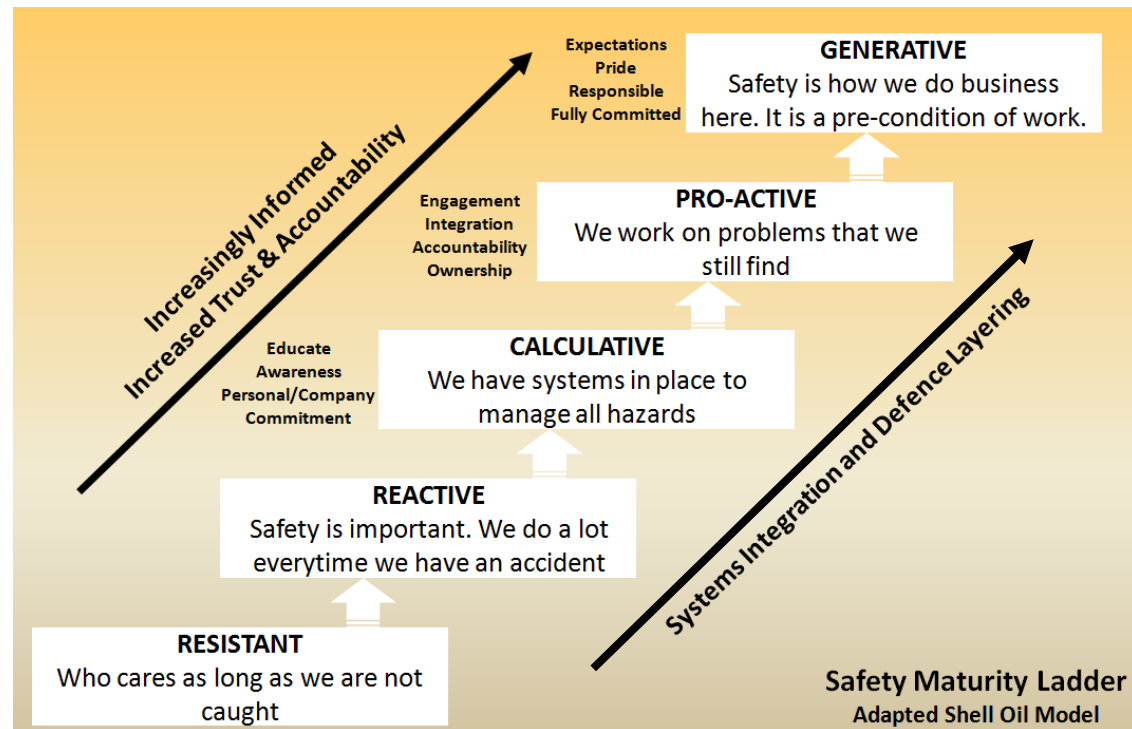 Expectations
Pride
Responsible
Fully Committed
GENERATIVE
Safety is how we do business
here. It is a pre-condition of work.
Increasingly Informed
Increased Trust & Accountability
Engagement
Integration
Accountability
Ownership
PRO-ACTIVE
We work on problems that we
still find
Educate
Awareness
Personal/Company
Commitment
CALCULATIVE
We have systems in place to
manage all hazards
Systems Integration and Defence Layering
REACTIVE
Safety is important. We do a lot
everytime we have an accident
RESISTANT
Who cares as long as we are not
caught
Safety Maturity Ladder
Adapted Shell Oil Model